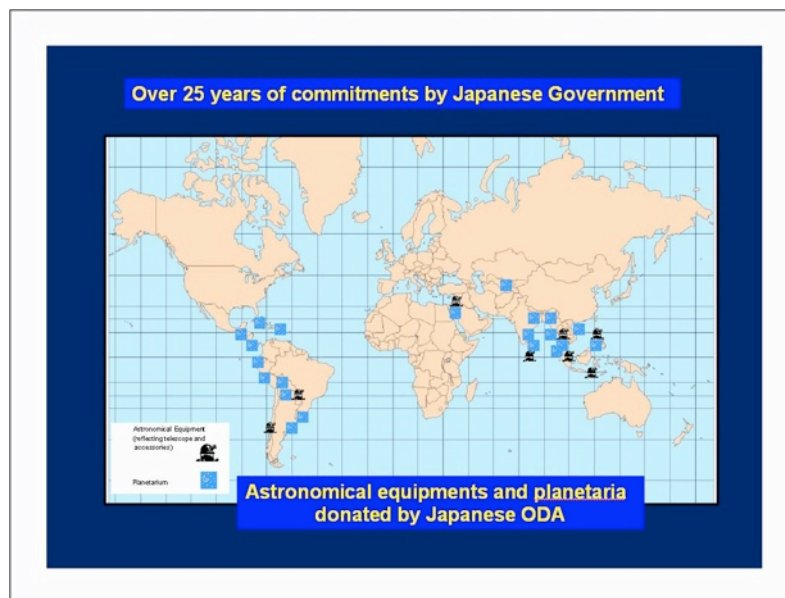 Over 25 years of commitments by Japanese Government
Astronomical Equipment
(reflecting telescope and
accessories)
Planetarium
Astronomical equipments and planetaria
donated by Japanese ODA